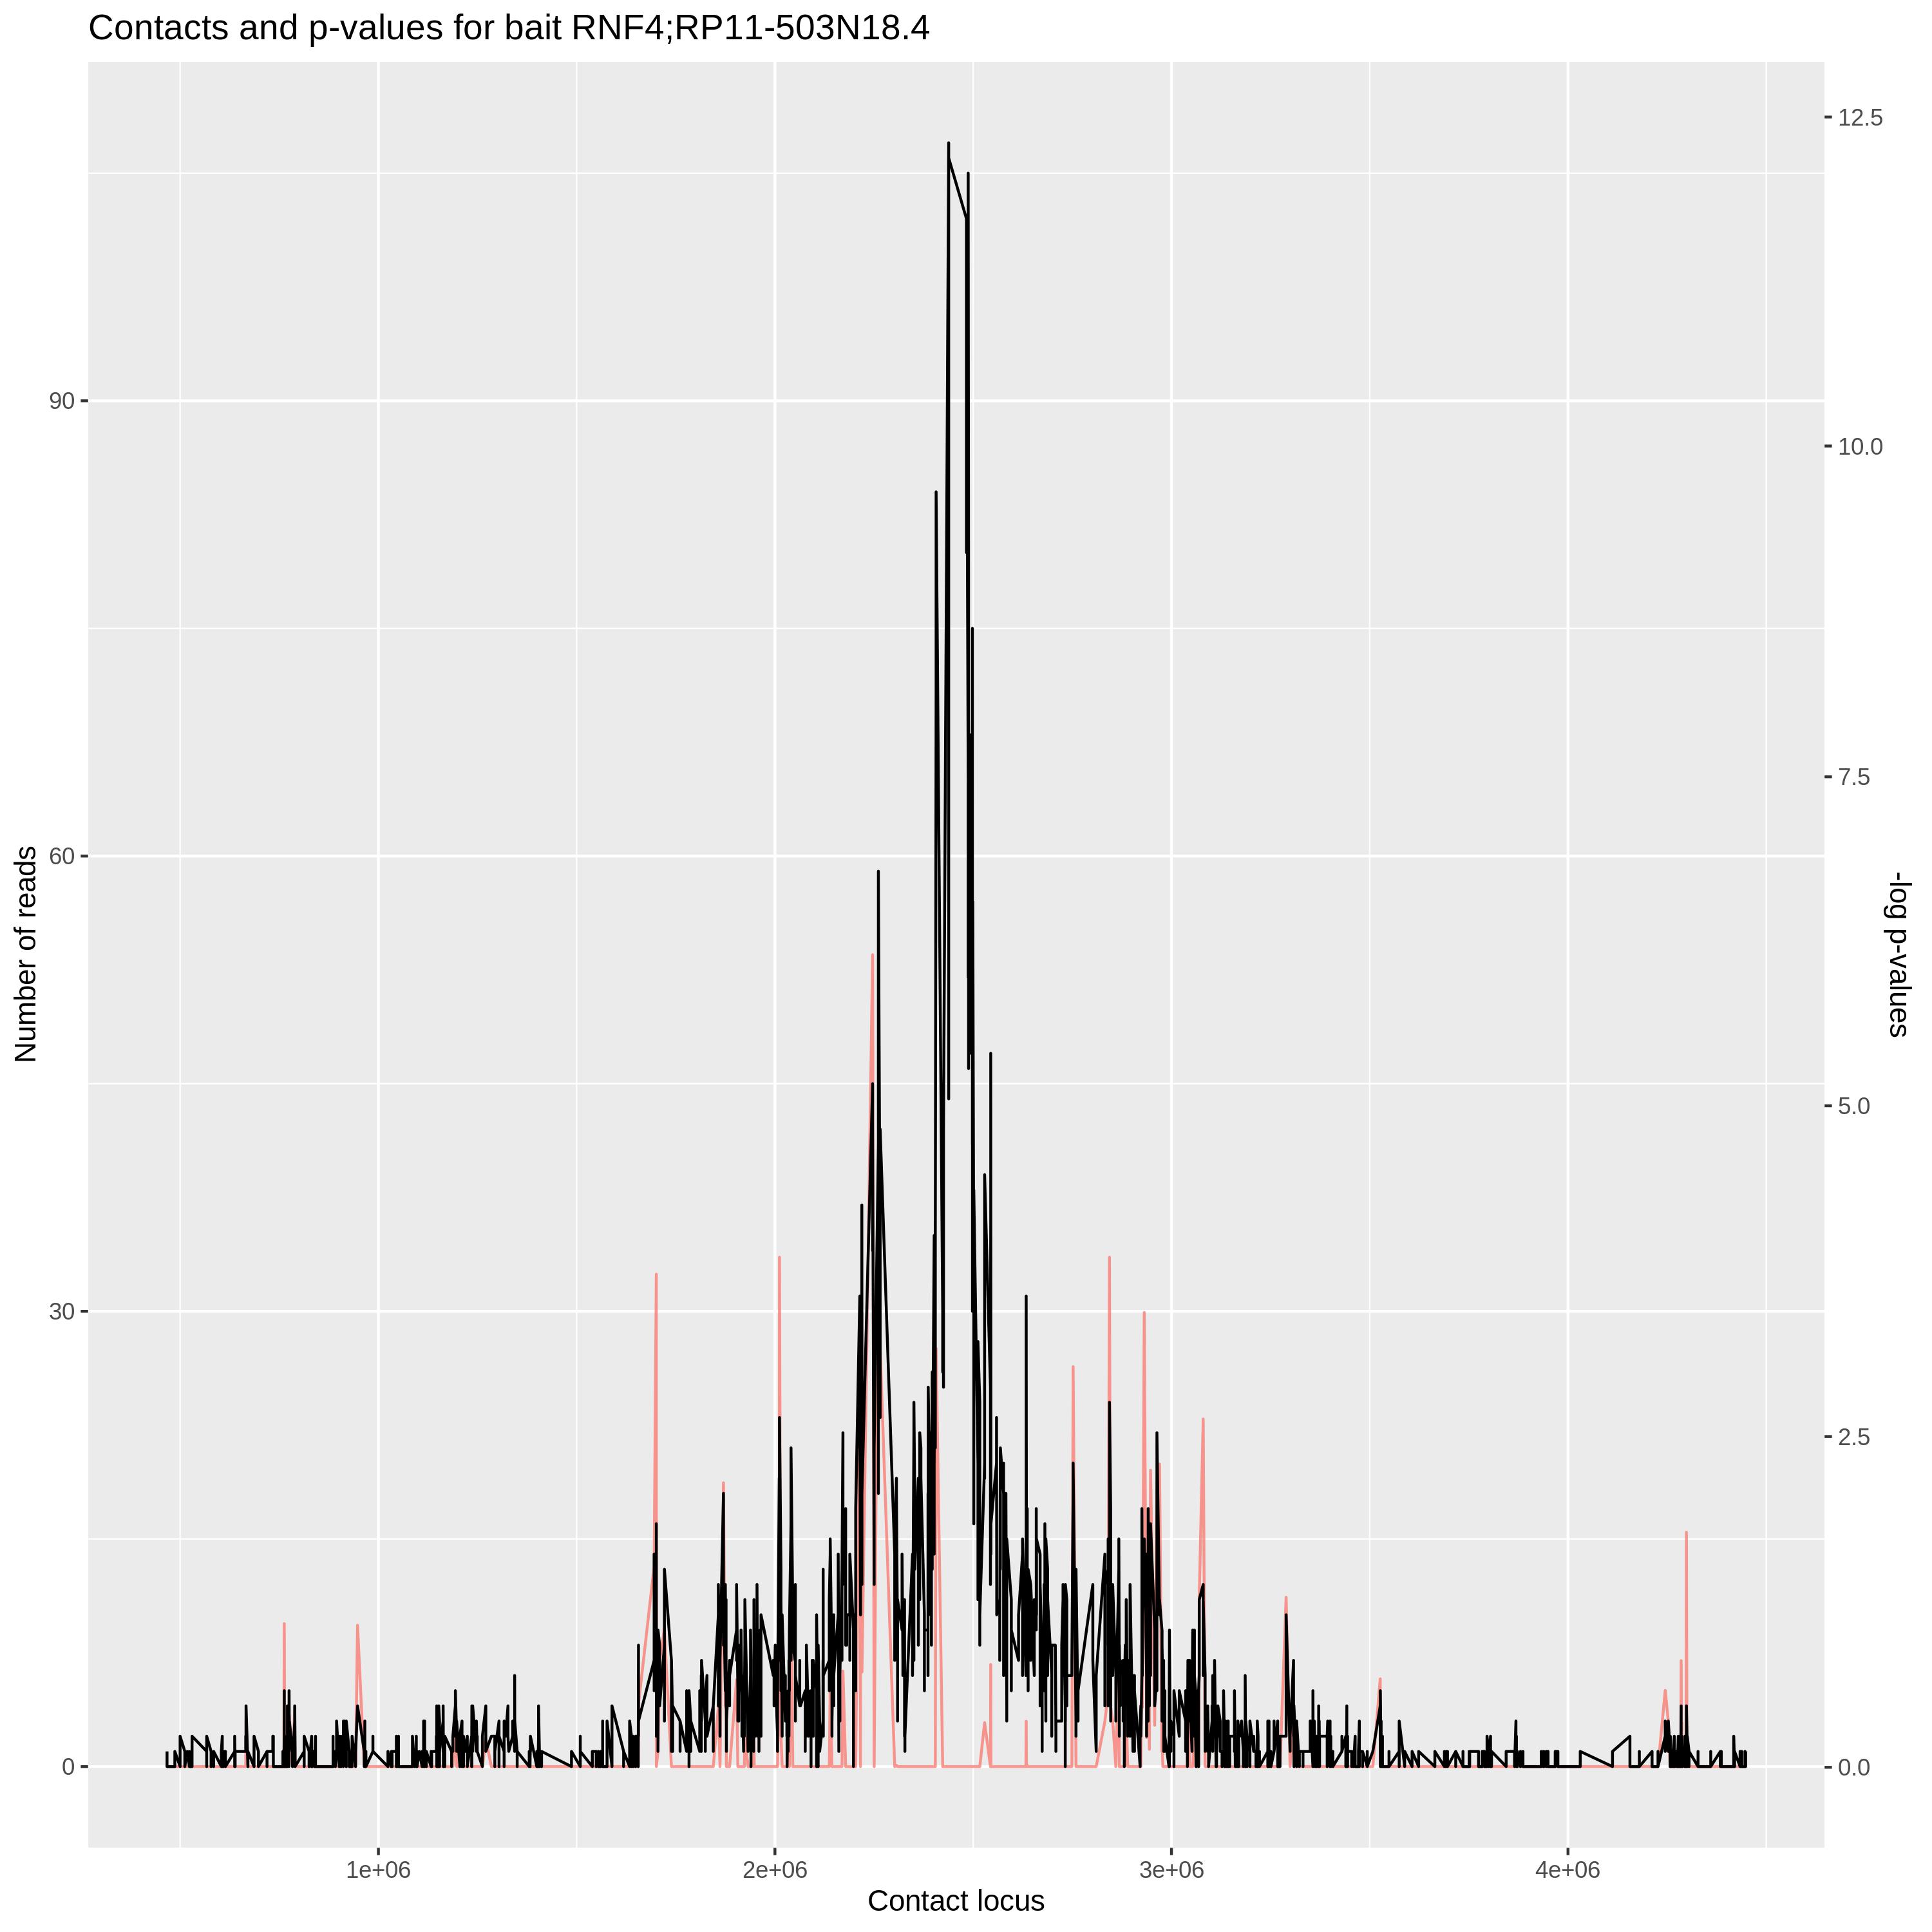 Contacts and p-values for bait RNF4;RP11-503N18.4
Number of reads
90
60
30
0
12.5
10.0
7.5
5.0
2.5
0.0
-log p-values
1e+06 2e+06 3e+06 4e+06
Contact locus